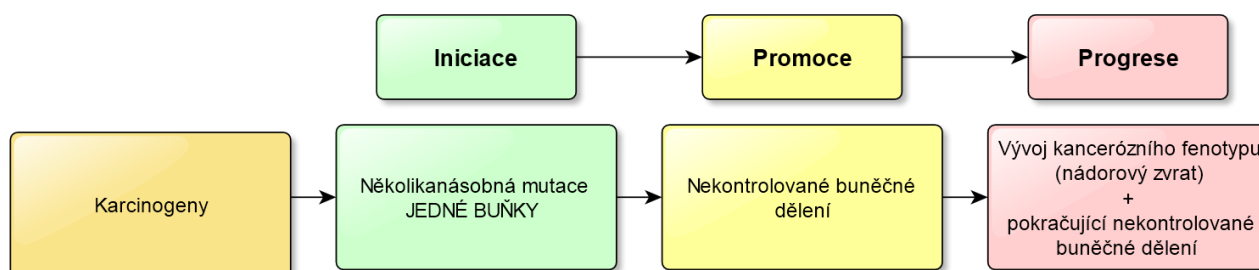 Iniciace
Promoce
Progrese
Karcinogeny
Několikanásobná mutace
JEDNÉ BUŇKY
Nekontrolované buněčné
dělení
Vývoj kancerózního fenotypu
(nádorový zvrat)
+
pokračující nekontrolované
buněčné dělení